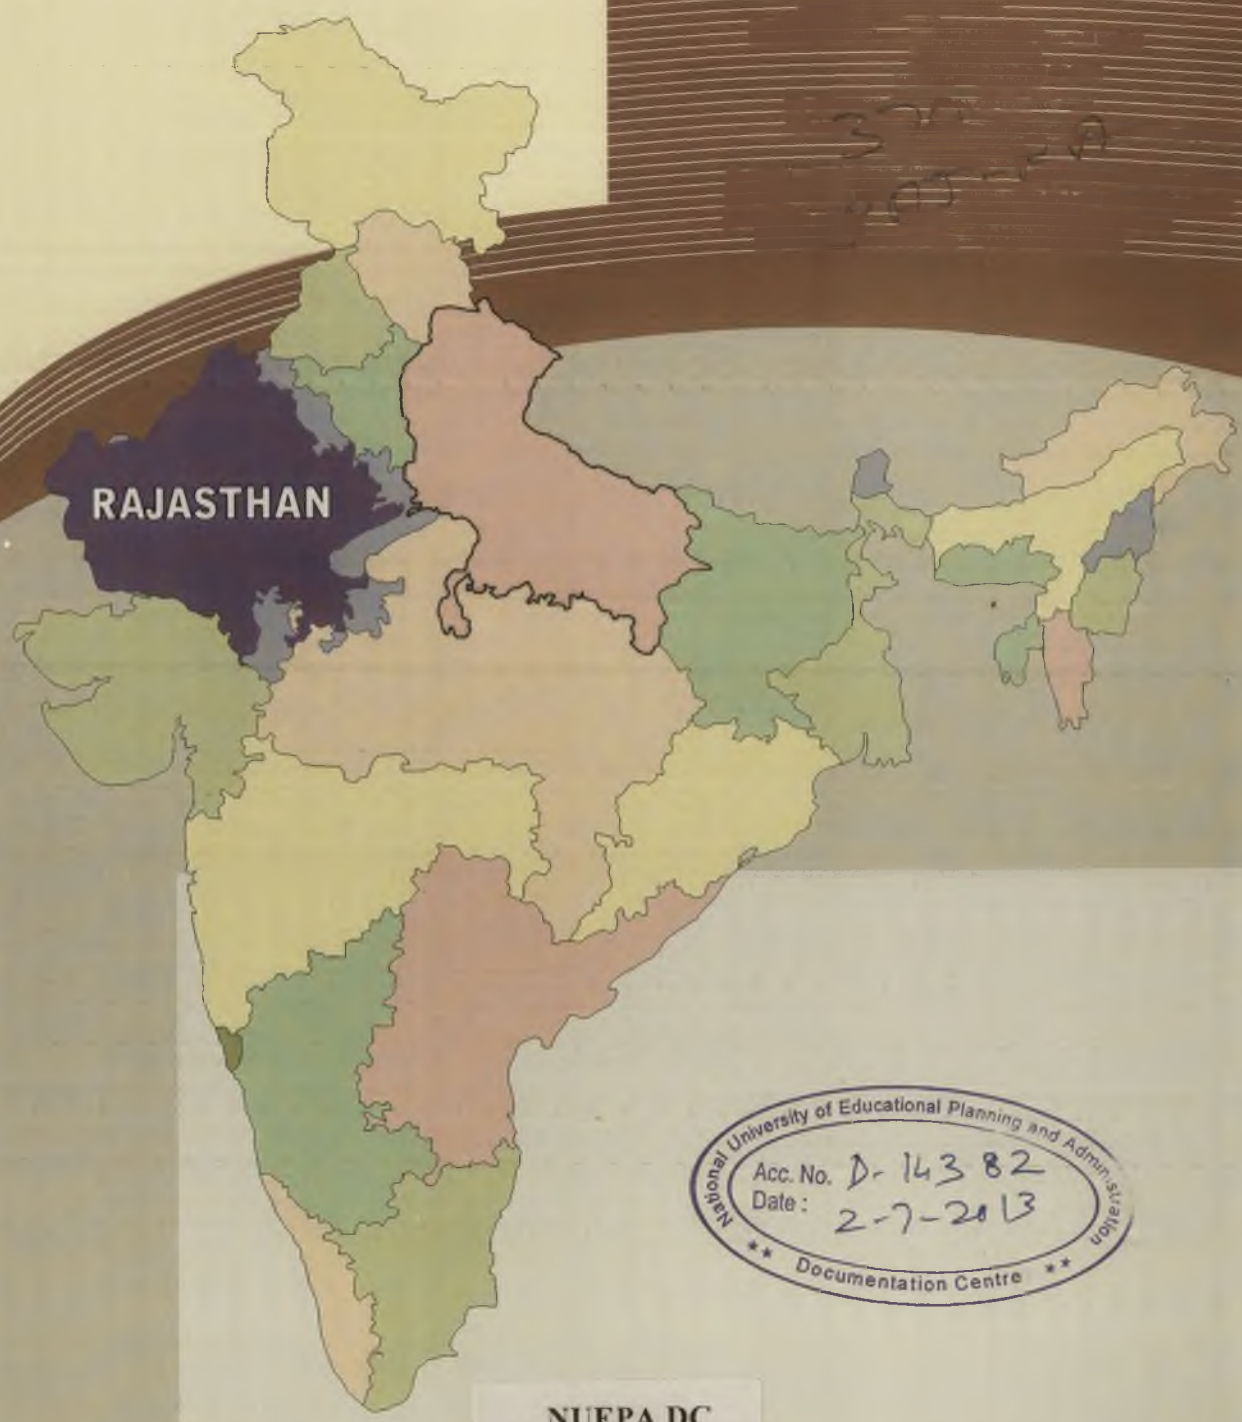 RAJASTHAN
National University of Educational Planning and Administration
Acc. No. D-14382
Date : 2-7-2013
** Documentation Centre **
NUEPA DC